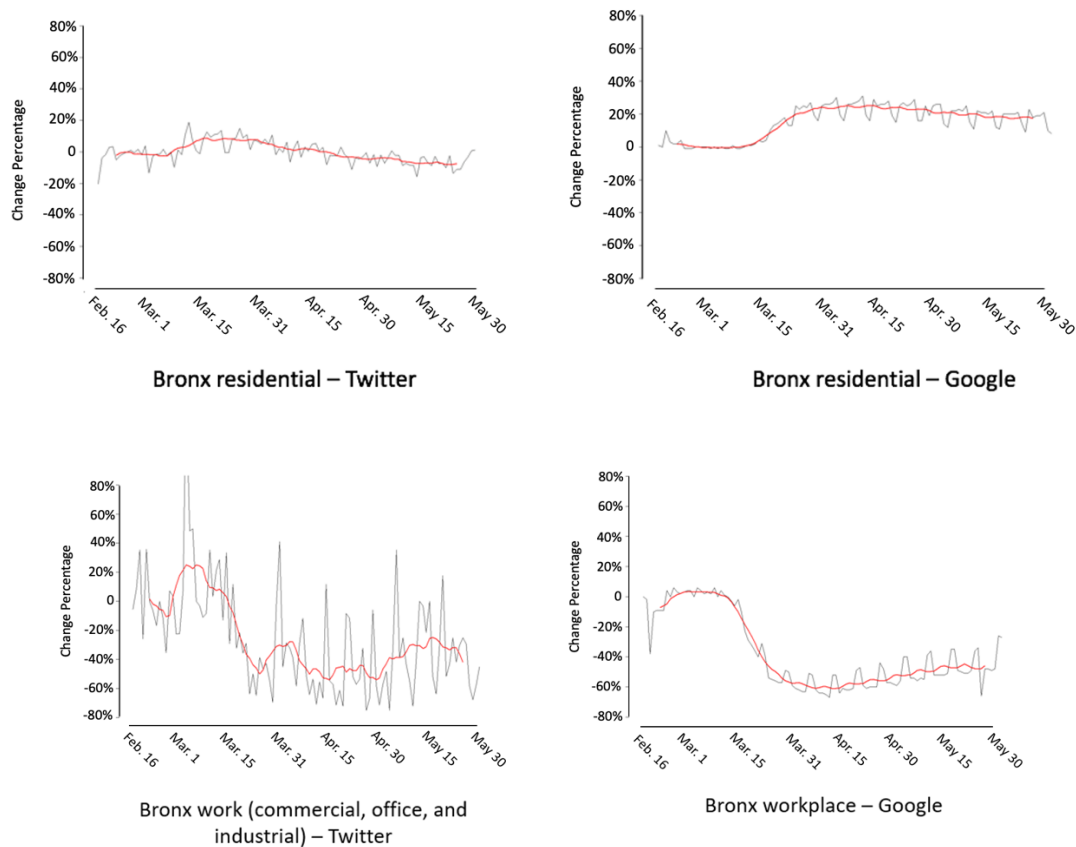 80%
60%
40%
20%
0
-20%
-40%
-60%
-80%
Change Percentage
Feb. 16
Mar. 1
Mar. 15
Mar. 31
Apr. 15
Apr. 30
May 15
May 30
Bronx residential – Twitter
80%
60%
40%
20%
0
-20%
-40%
-60%
-80%
Change Percentage
Feb. 16
Mar. 1
Mar. 15
Mar. 31
Apr. 15
Apr. 30
May 15
May 30
Bronx residential – Google
80%
60%
40%
20%
0
-20%
-40%
-60%
-80%
Change Percentage
Feb. 16
Mar. 1
Mar. 15
Mar. 31
Apr. 15
Apr. 30
May 15
May 30
Bronx work (commercial, office, and
industrial) – Twitter
80%
60%
40%
20%
0
-20%
-40%
-60%
-80%
Change Percentage
Feb. 16
Mar. 1
Mar. 15
Mar. 31
Apr. 15
Apr. 30
May 15
May 30
Bronx workplace – Google